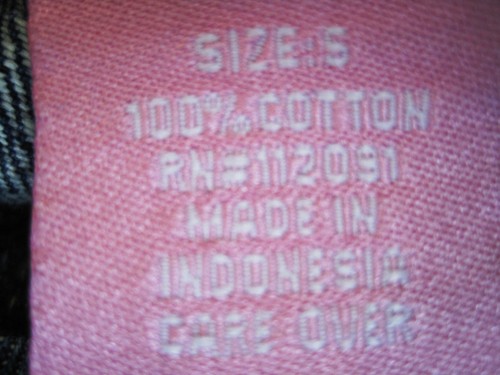 SIZE:S
100% COTTON
RN#112091
MADE IN
INDONESIA
CARE OVER